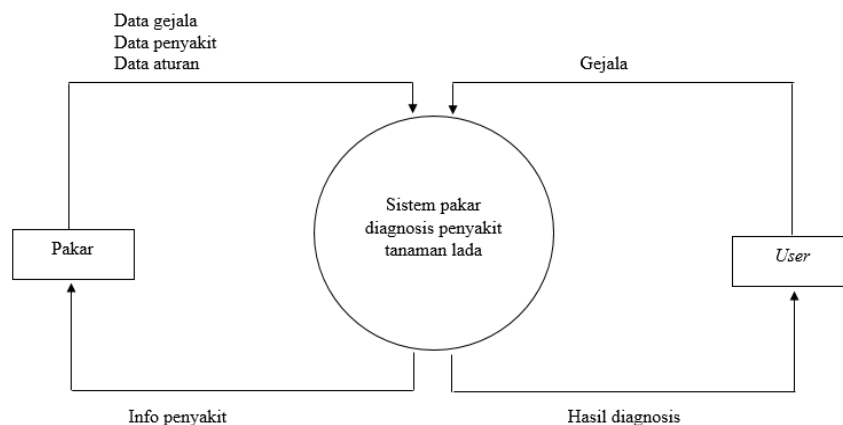 Data gejala
Data penyakit
Data aturan
Gejala
Sistem pakar
diagnosis penyakit
tanaman lada
Pakar
User
Info penyakit
Hasil diagnosis